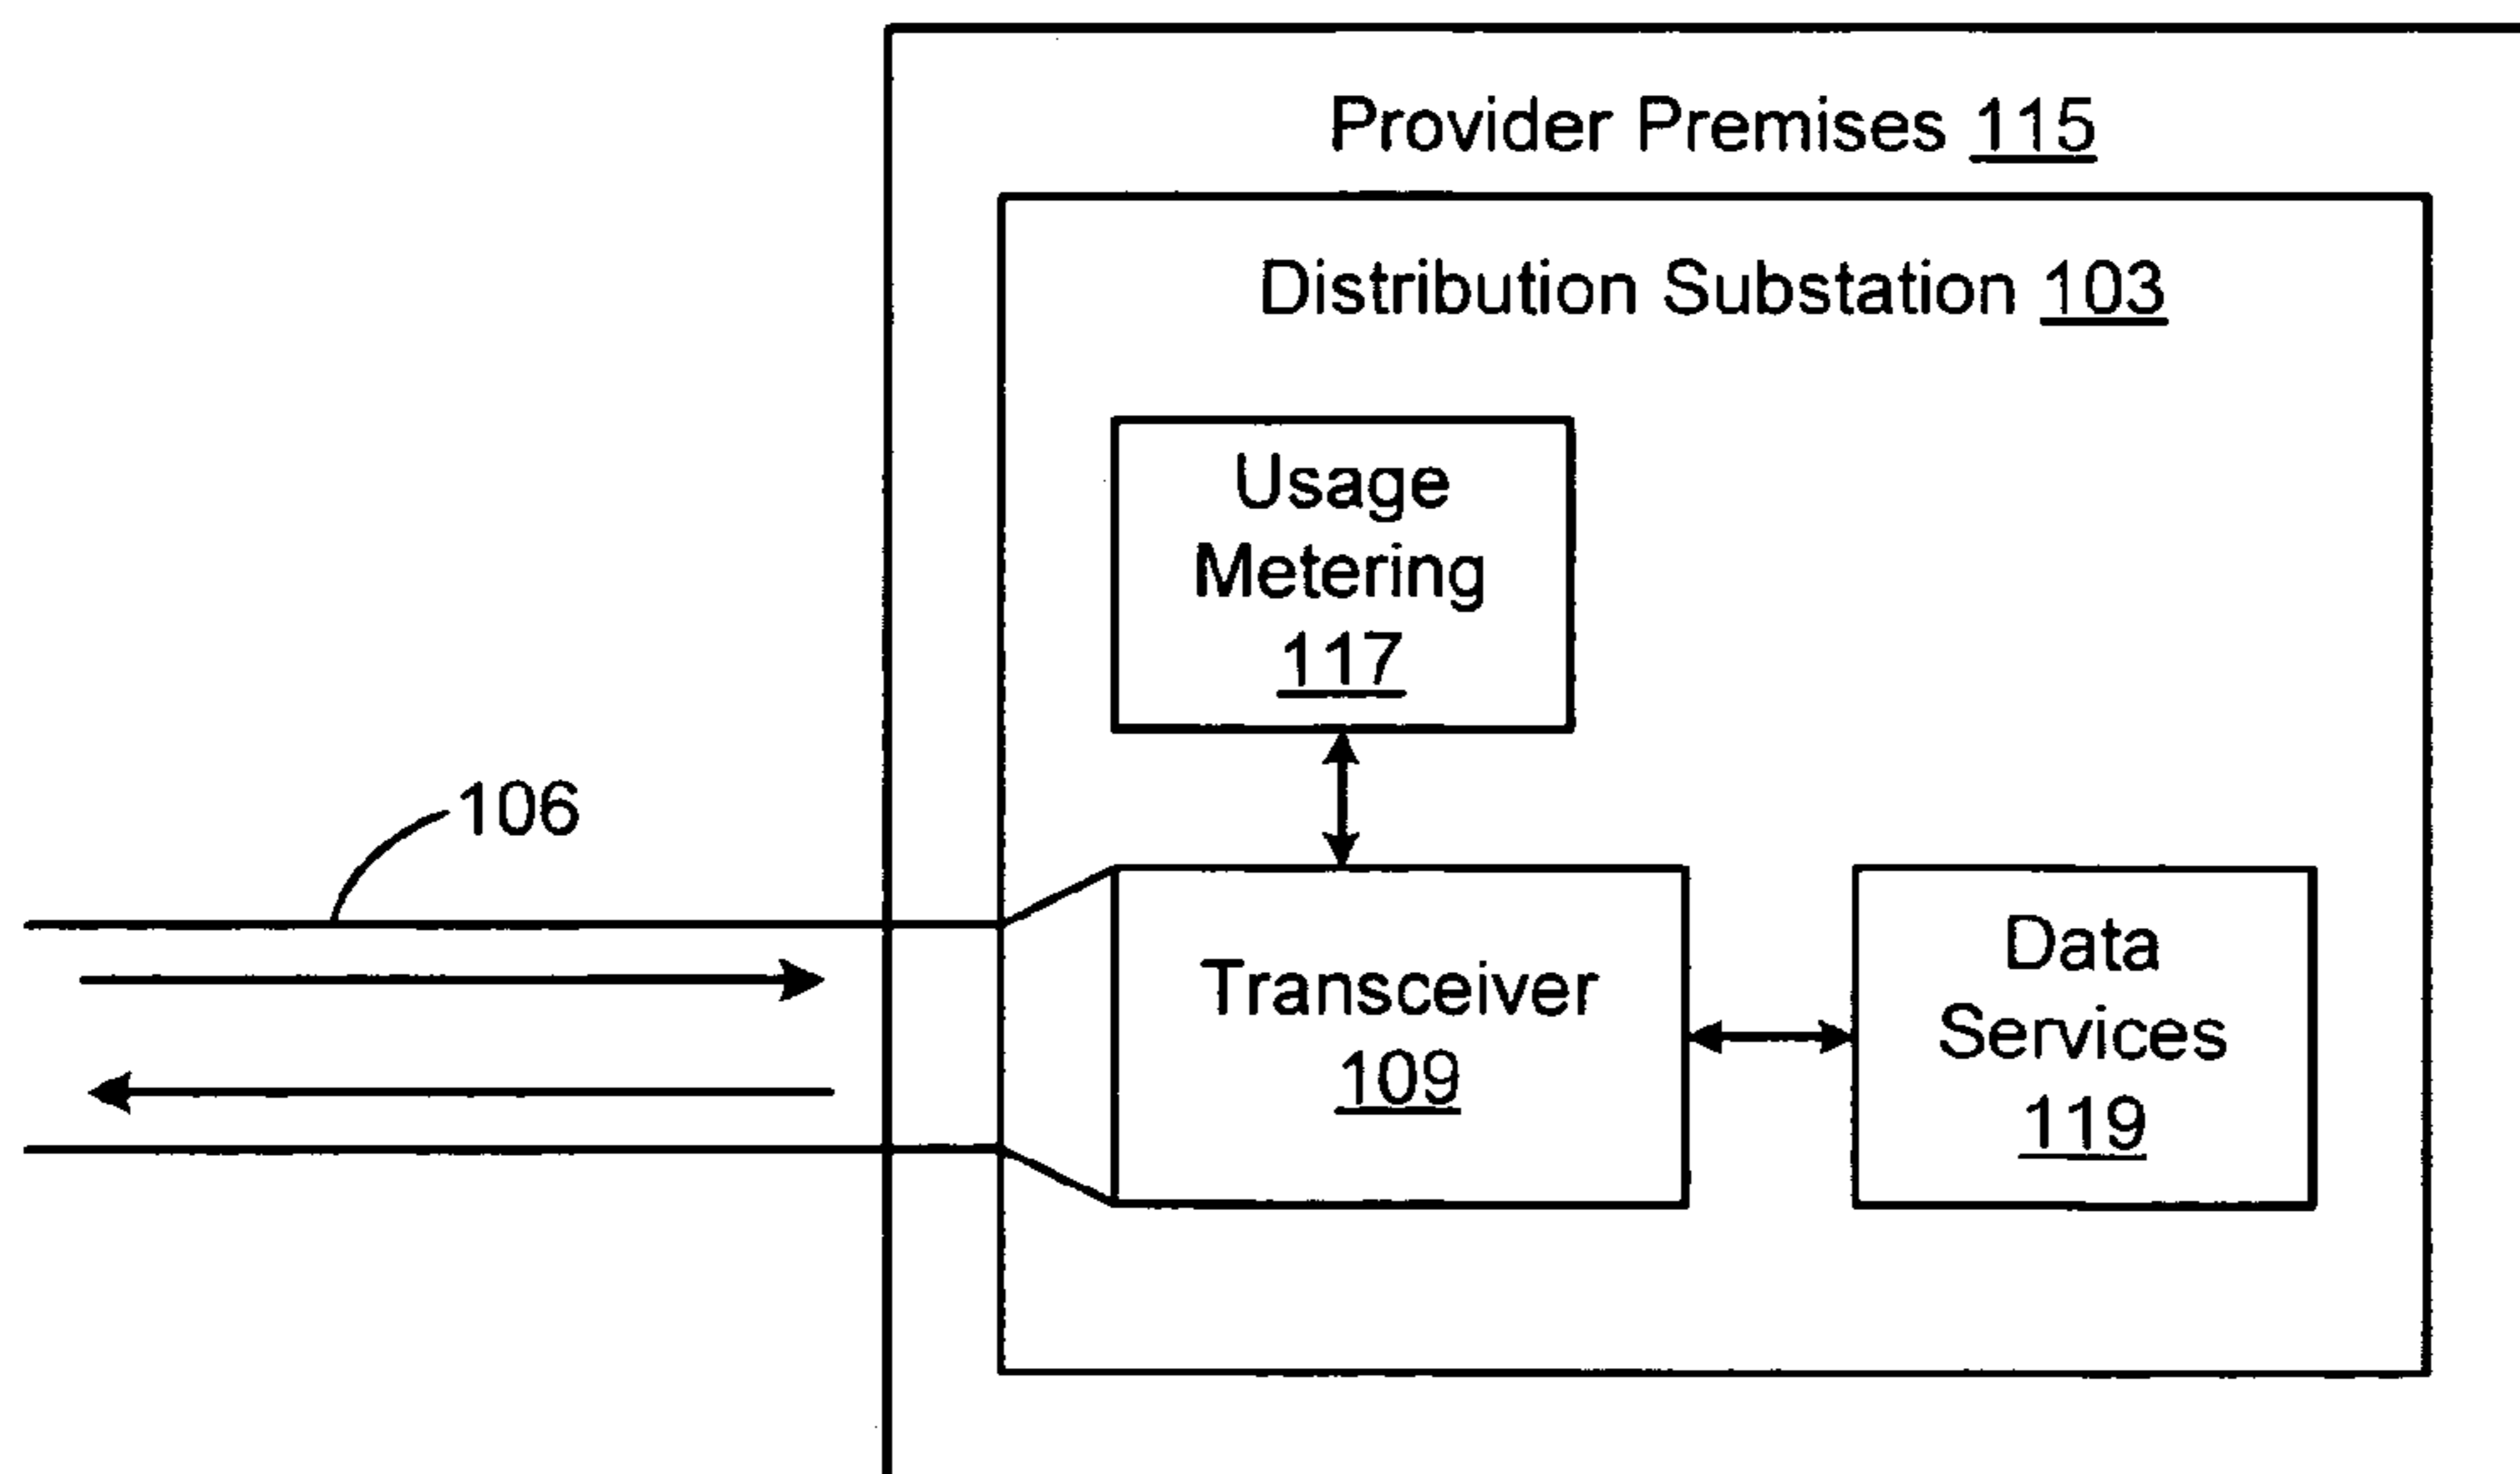 Provider Premises 115
Distribution Substation 103
Usage
Metering
117
106
Transceiver
109
Data
Services
119